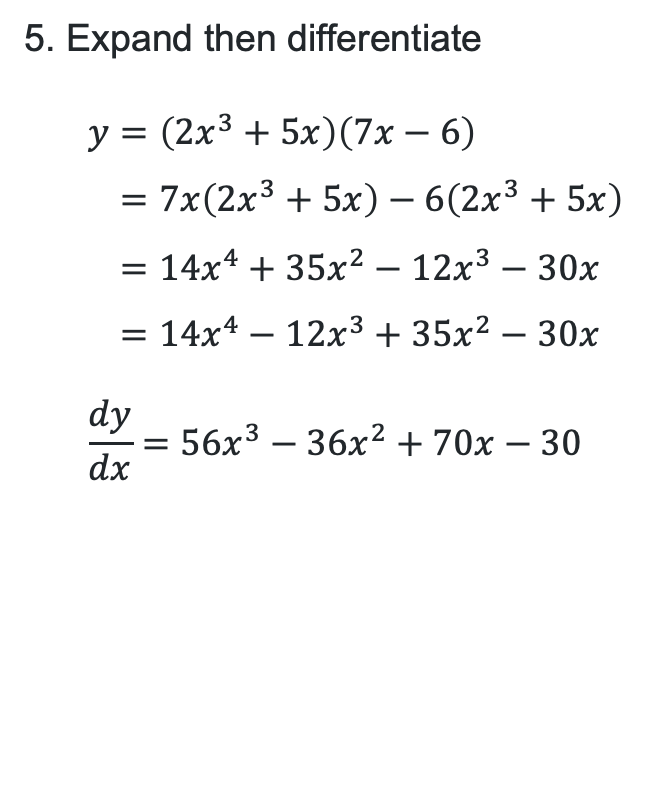 5. Expand then differentiate
y = (2x³ + 5x)(7x − 6)
= 7x(2x³ + 5x) − 6(2x³ + 5x)
= 14x⁴ + 35x² − 12x³ − 30x
= 14x⁴ − 12x³ + 35x² − 30x
dy/dx = 56x³ − 36x² + 70x − 30